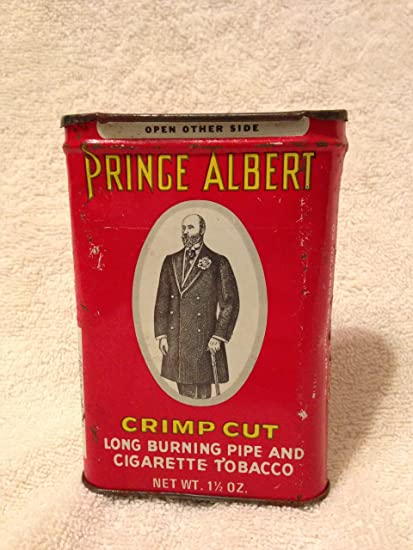 OPEN OTHER SIDE
PRINCE ALBERT
CRIMP CUT
LONG BURNING PIPE AND
CIGARETTE TOBACCO
NET WT. 1½ OZ.